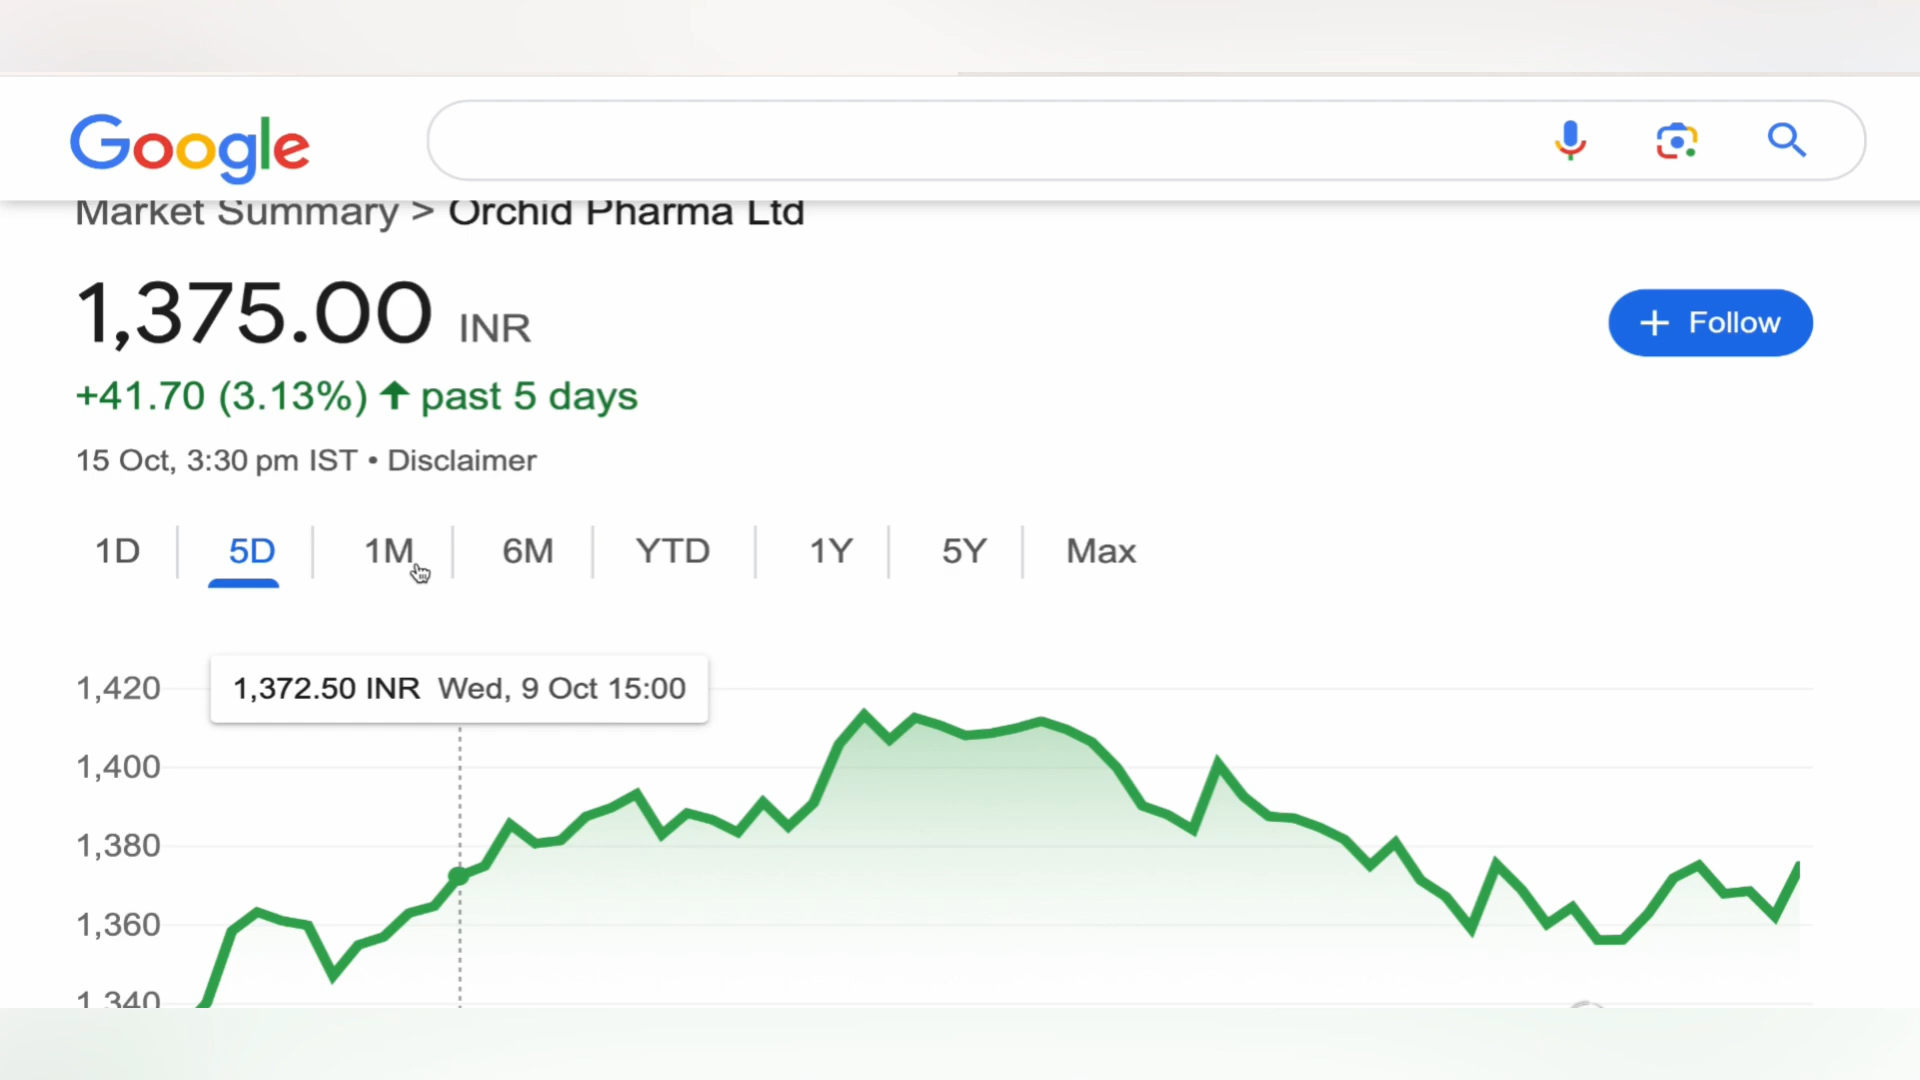 Google
Market Summary > Orchid Pharma Ltd
1,375.00 INR
+ Follow
+41.70 (3.13%) ↑ past 5 days
15 Oct, 3:30 pm IST • Disclaimer
1D 5D 1M 6M YTD 1Y 5Y Max
1,372.50 INR Wed, 9 Oct 15:00
1,420
1,400
1,380
1,360
1,340